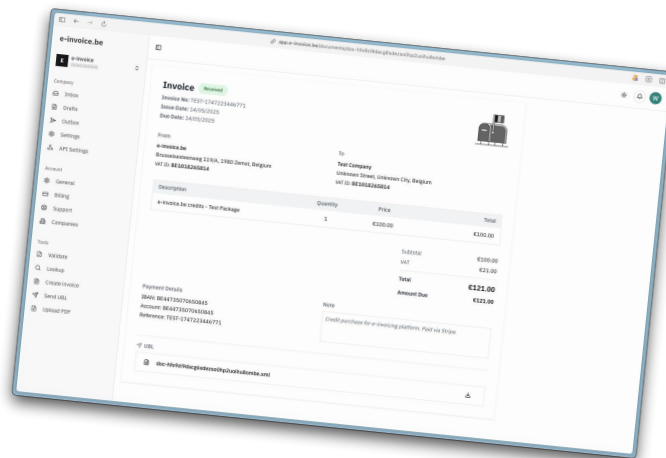 e-invoice.be
E
e-invoice
Company
Inbox
Drafts
Outbox
Settings
API Settings
Account
General
Billing
Support
Companies
Tools
Validate
Lookup
Create Invoice
Send UBL
Upload PDF
W
Invoice
Received
Invoice No: TEST-1747223446771
Issue Date: 14/05/2025
Due Date: 14/05/2025
From
e-invoice.be
Brusselsesteenweg 119/A, 1980 Zemst, Belgium
VAT ID: BE1018265814
To
Test Company
Unknown Street, Unknown City, Belgium
VAT ID: BE1018265814
Description Quantity Price Total
e-invoice.be credits - Test Package 1 €100.00 €100.00
Subtotal €100.00
VAT €21.00
Total €121.00
Amount Due €121.00
Payment Details
IBAN: BE44735070650845
Account: BE44735070650845
Reference: TEST-1747223446771
Note
Credit purchase for e-invoicing platform. Paid via Stripe.
UBL